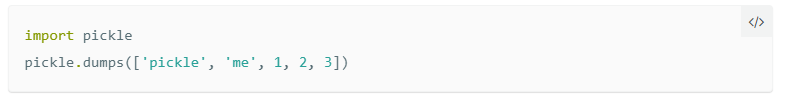 </>
import pickle
pickle.dumps(['pickle', 'me', 1, 2, 3])